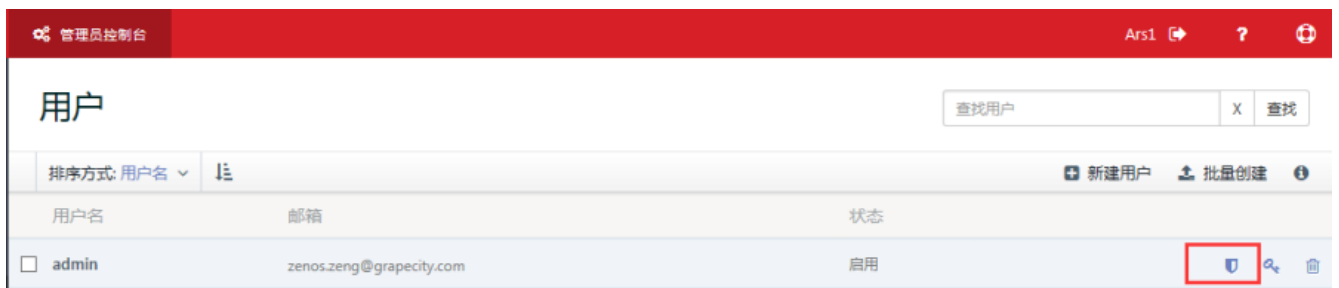 管理员控制台 Ars1 ?
用户 查找用户 X 查找
排序方式: 用户名 新建用户 批量创建
用户名 邮箱 状态
admin zenos.zeng@grapecity.com 启用